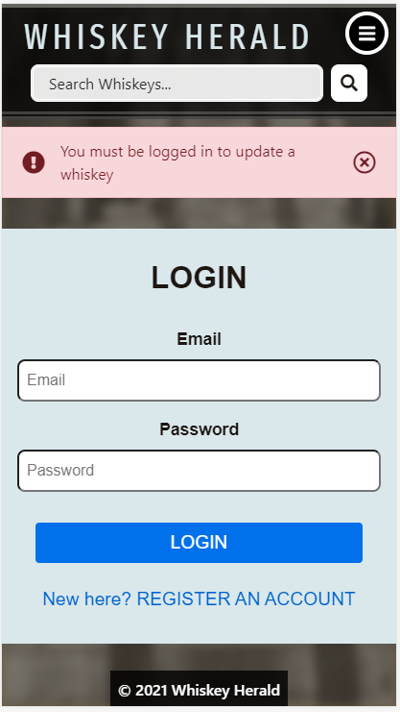 WHISKEY HERALD
Search Whiskeys...
You must be logged in to update a
whiskey
LOGIN
Email
Email
Password
Password
LOGIN
New here? REGISTER AN ACCOUNT
© 2021 Whiskey Herald